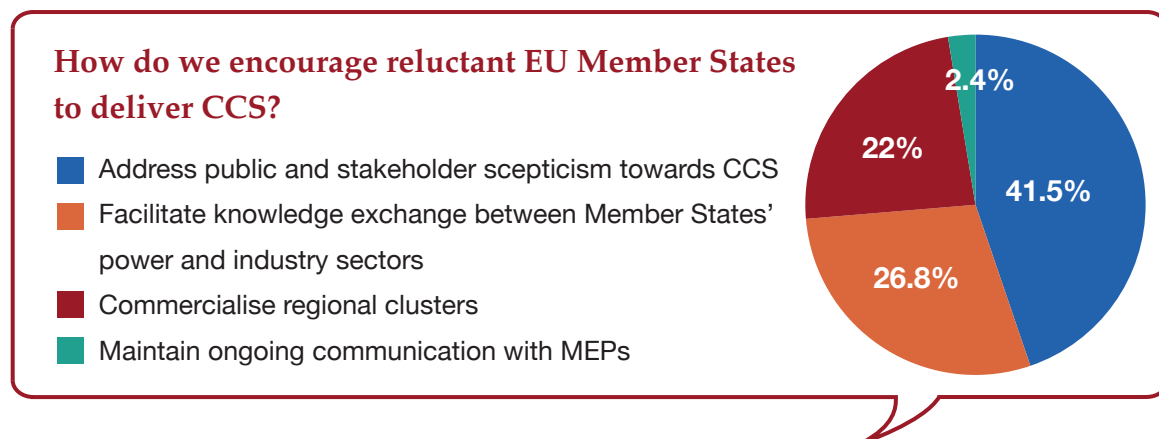 How do we encourage reluctant EU Member States
to deliver CCS?
Address public and stakeholder scepticism towards CCS
Facilitate knowledge exchange between Member States’
power and industry sectors
Commercialise regional clusters
Maintain ongoing communication with MEPs
2.4%
22%
41.5%
26.8%